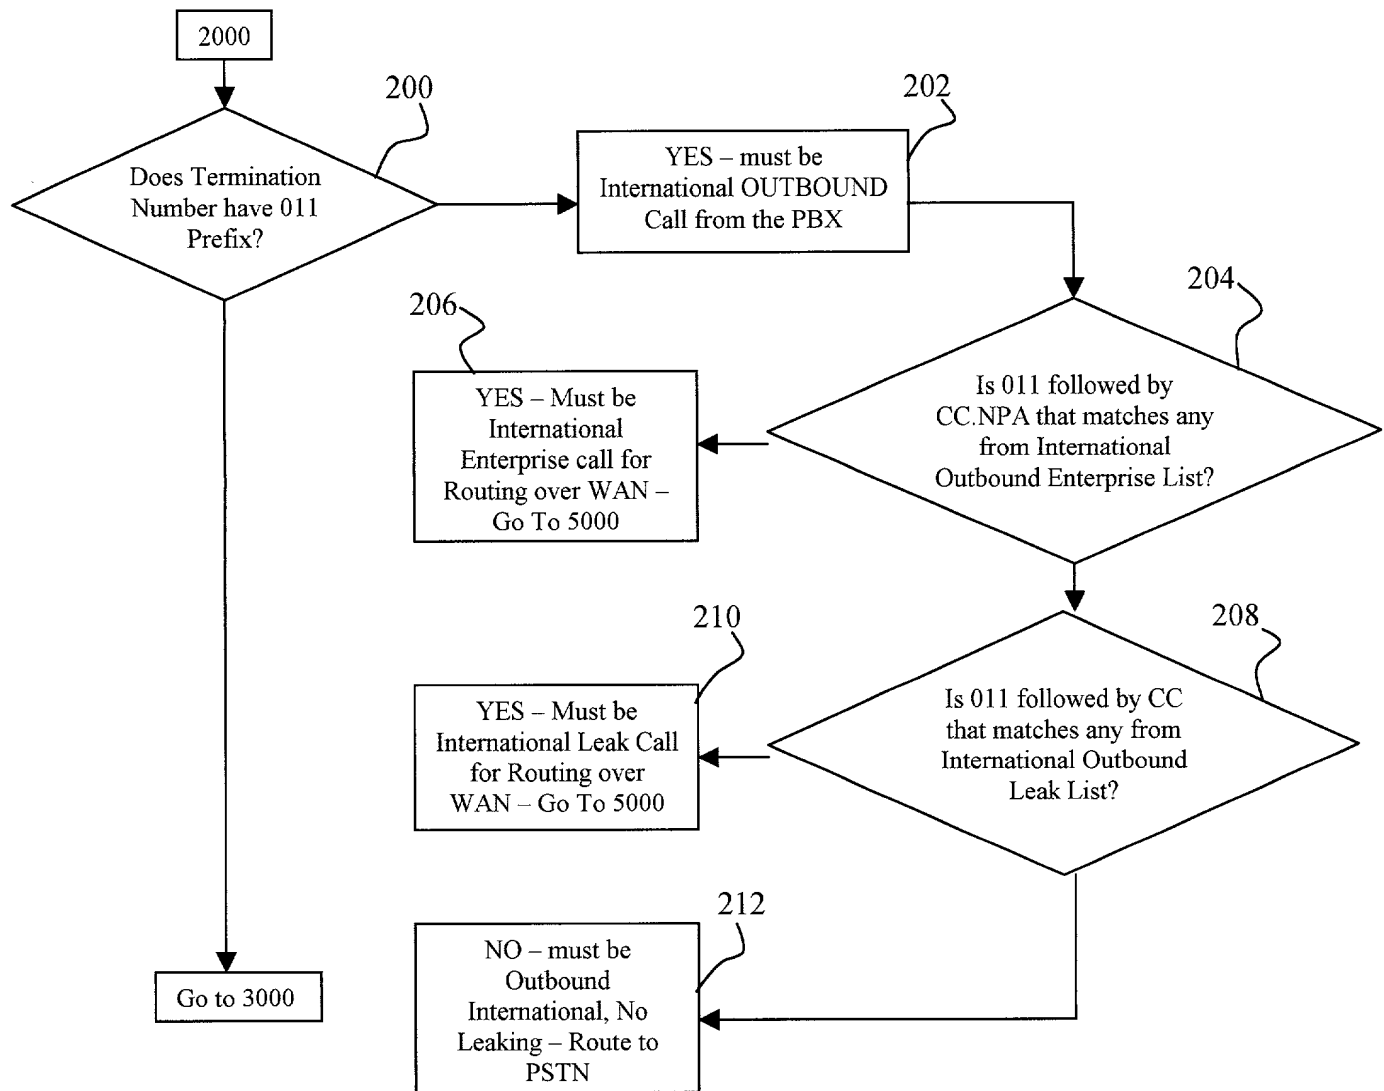 2000
200
Does Termination
Number have 011
Prefix?
202
YES – must be
International OUTBOUND
Call from the PBX
204
Is 011 followed by
CC.NPA that matches any
from International
Outbound Enterprise List?
206
YES – Must be
International
Enterprise call for
Routing over WAN –
Go To 5000
208
Is 011 followed by CC
that matches any from
International Outbound
Leak List?
210
YES – Must be
International Leak Call
for Routing over
WAN – Go To 5000
212
NO – must be
Outbound
International, No
Leaking – Route to
PSTN
Go to 3000